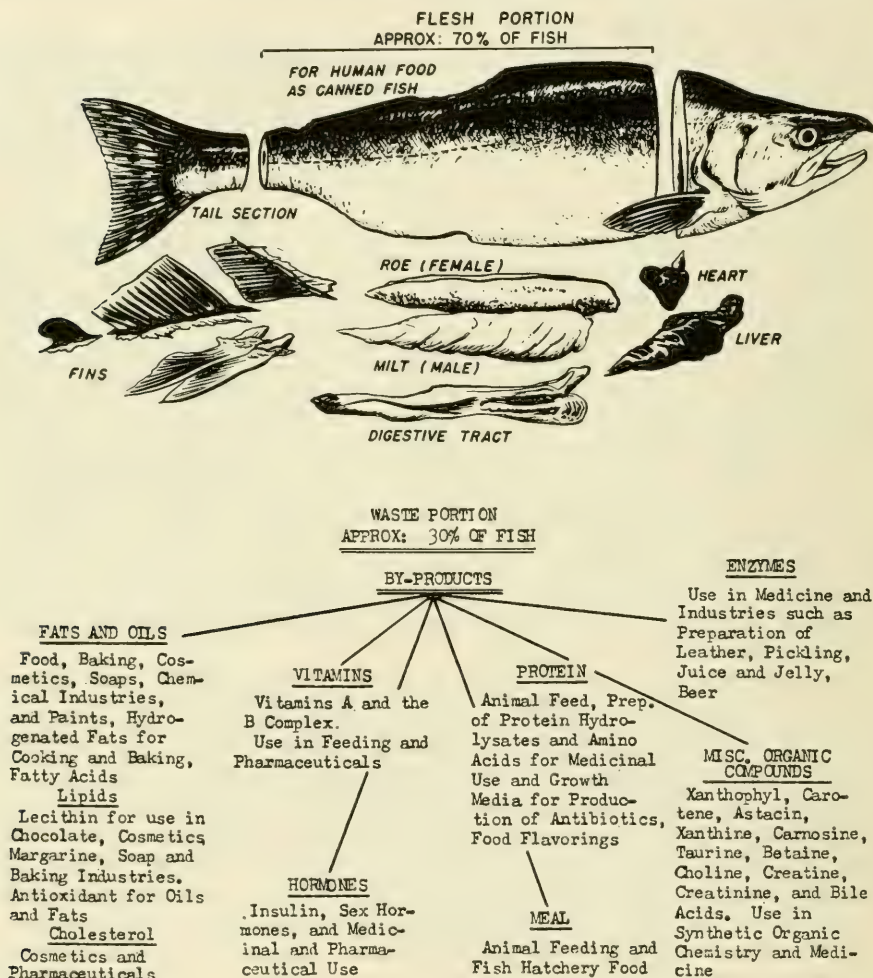 FLESH PORTION
APPROX: 70% OF FISH
FOR HUMAN FOOD
AS CANNED FISH
TAIL SECTION
ROE (FEMALE)
HEART
LIVER
FINS
MILT (MALE)
DIGESTIVE TRACT
WASTE PORTION
APPROX: 30% OF FISH
BY-PRODUCTS
FATS AND OILS
Food, Baking, Cos-
metics, Soaps, Chem-
ical Industries,
and Paints, Hydro-
genated Fats for
Cooking and Baking,
Fatty Acids
Lipids
Lecithin for use in
Chocolate, Cosmetics,
Margarine, Soap and
Baking Industries.
Antioxidant for Oils
and Fats
Cholesterol
Cosmetics and
Pharmaceuticals
VITAMINS
Vitamins A and the
B Complex.
Use in Feeding and
Pharmaceuticals
HORMONES
Insulin, Sex Hor-
mones, and Medic-
inal and Pharma-
ceutical Use
PROTEIN
Animal Feed, Prep.
of Protein Hydro-
lysates and Amino
Acids for Medicinal
Use and Growth
Media for Produc-
tion of Antibiotics,
Food Flavorings
MEAL
Animal Feeding and
Fish Hatchery Food
ENZYMES
Use in Medicine and
Industries such as
Preparation of
Leather, Pickling,
Juice and Jelly,
Beer
MISC. ORGANIC
COMPOUNDS
Xanthophyl, Caro-
tene, Astacin,
Xanthine, Carnosine,
Taurine, Betaine,
Choline, Creatine,
Creatinine, and Bile
Acids. Use in
Synthetic Organic
Chemistry and Medi-
cine